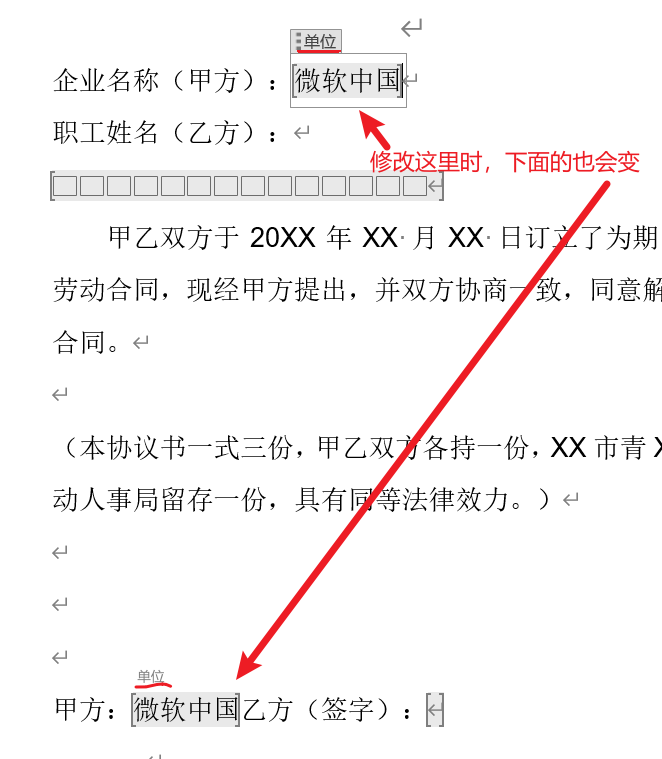 单位
企业名称（甲方）：微软中国
职工姓名（乙方）：
修改这里时，下面的也会变
甲乙双方于 20XX 年 XX 月 XX 日订立了为期
劳动合同，现经甲方提出，并双方协商一致，同意解
合同。
（本协议书一式三份，甲乙双方各持一份，XX 市青 X
动人事局留存一份，具有同等法律效力。）
单位
甲方：微软中国乙方（签字）：